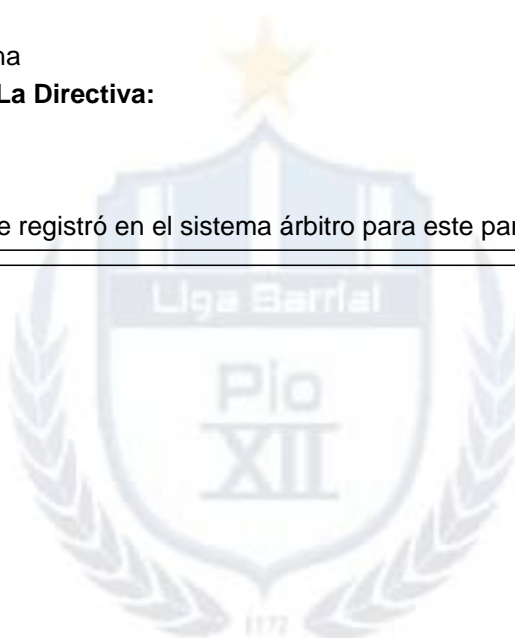 na
La Directiva:
e registró en el sistema árbitro para este par
Liga Barrial
Pio
XII